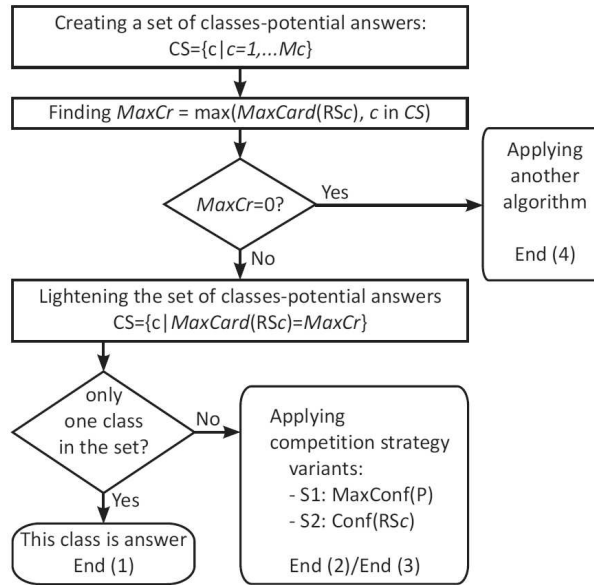 Creating a set of classes-potential answers:
CS={c|c=1,...Mc}
Finding MaxCr = max(MaxCard(RSc), c in CS)
MaxCr=0?
Yes
Applying
another
algorithm
End (4)
No
Lightening the set of classes-potential answers
CS={c|MaxCard(RSc)=MaxCr}
only
one class
in the set?
No
Applying
competition strategy
variants:
- S1: MaxConf(P)
- S2: Conf(RSc)
End (2)/End (3)
Yes
This class is answer
End (1)